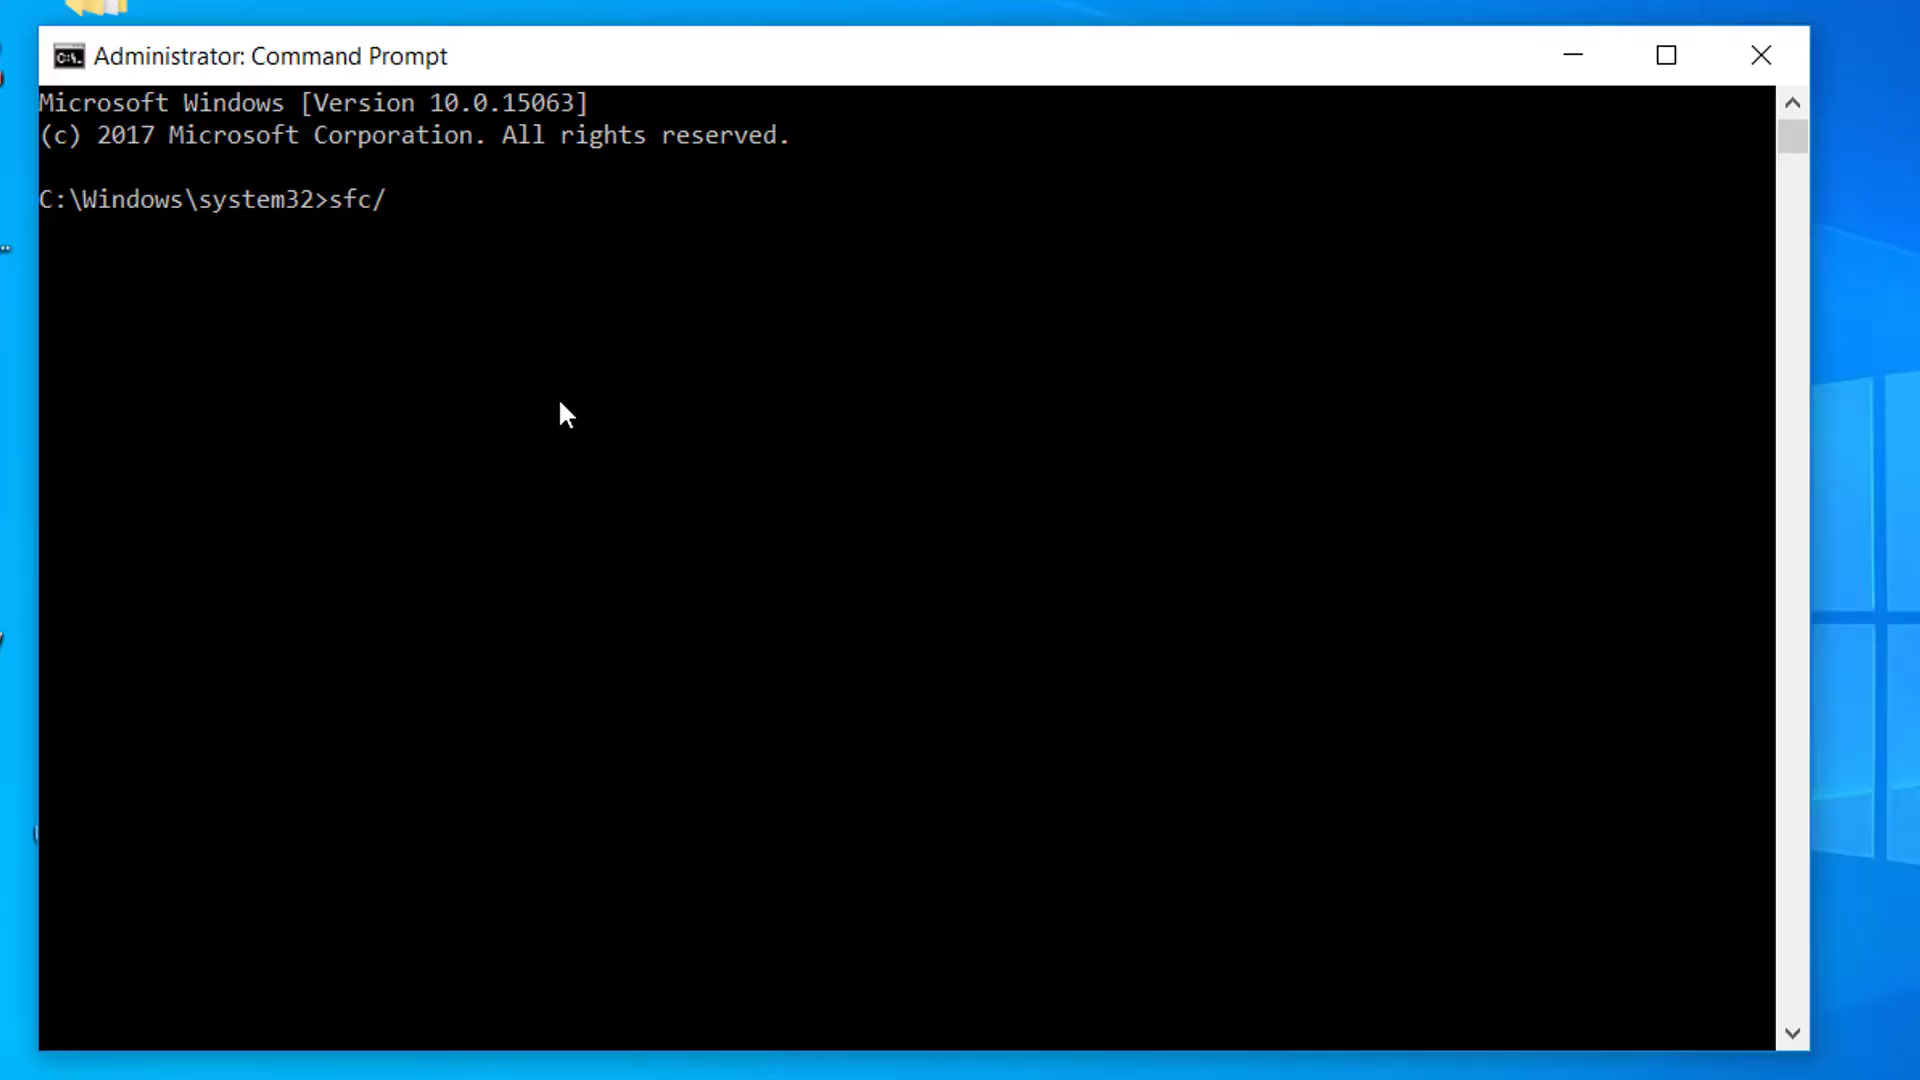 Administrator: Command Prompt
Microsoft Windows [Version 10.0.15063]
(c) 2017 Microsoft Corporation. All rights reserved.
C:\Windows\system32>sfc/